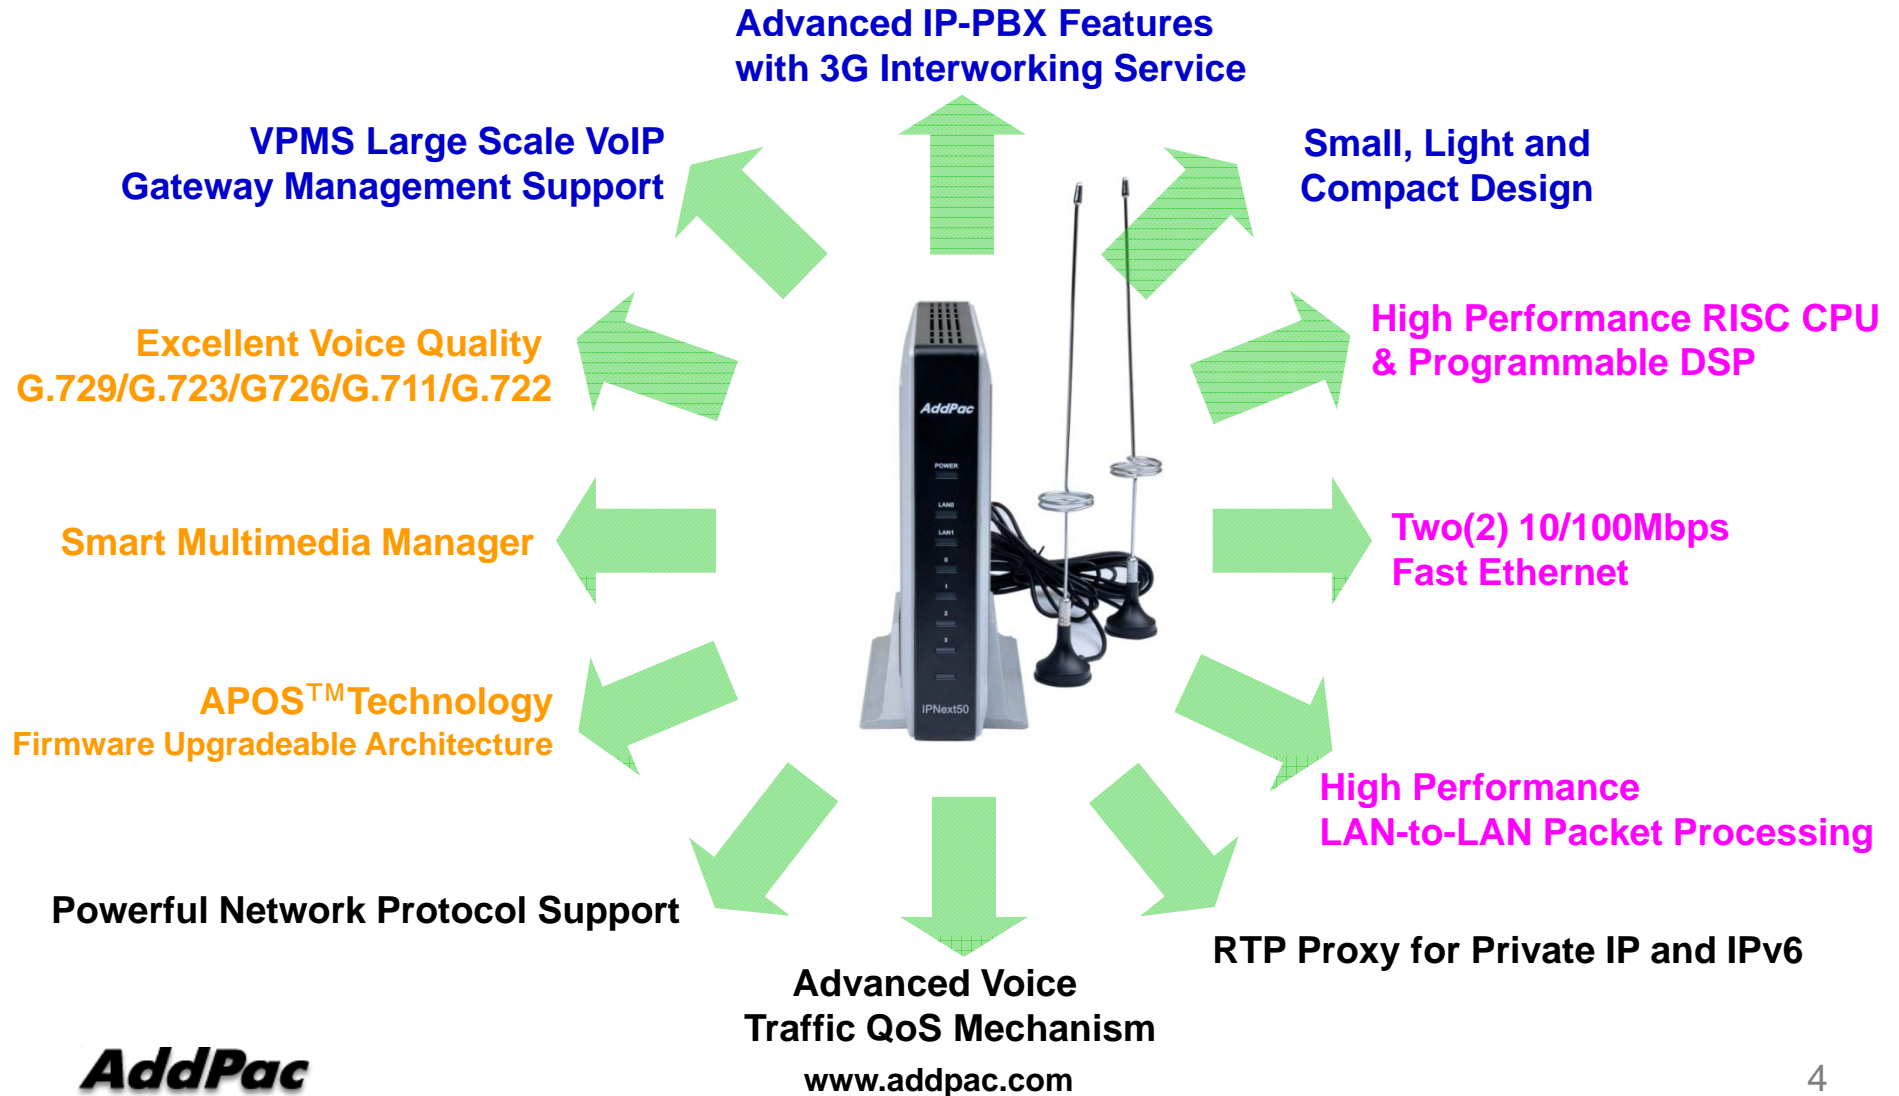 Advanced IP-PBX Features
with 3G Interworking Service
VPMS Large Scale VoIP
Gateway Management Support
Small, Light and
Compact Design
Excellent Voice Quality
G.729/G.723/G726/G.711/G.722
High Performance RISC CPU
& Programmable DSP
Smart Multimedia Manager
Two(2) 10/100Mbps
Fast Ethernet
APOS™Technology
Firmware Upgradeable Architecture
High Performance
LAN-to-LAN Packet Processing
Powerful Network Protocol Support
RTP Proxy for Private IP and IPv6
Advanced Voice
Traffic QoS Mechanism
AddPac
POWER
LAN0
LAN1
0
1
2
3
IPNext50
AddPac
www.addpac.com
4